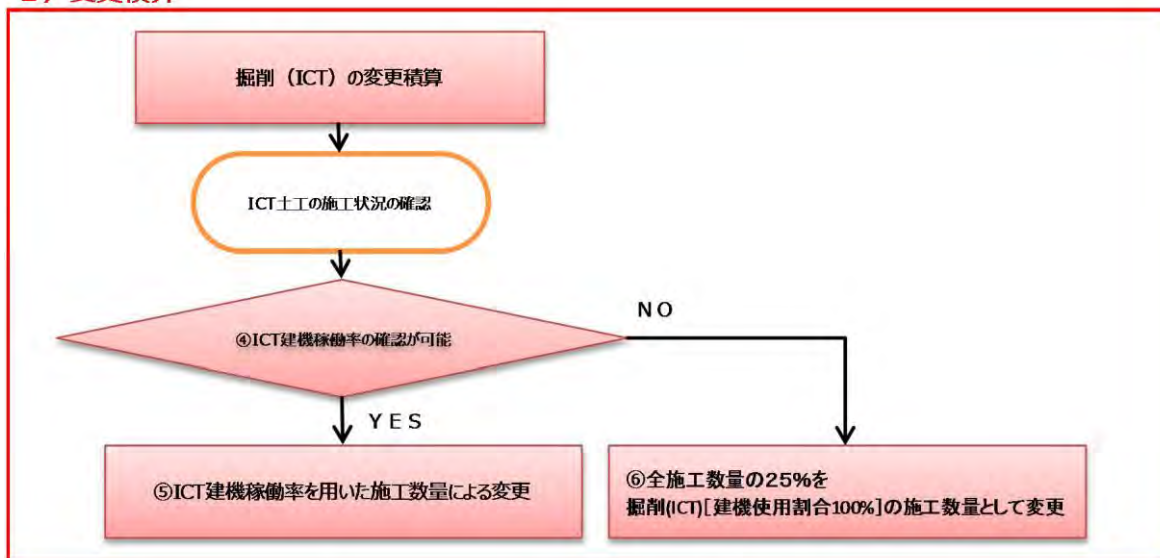 掘削（ICT）の変更積算
ICT土工の施工状況の確認
④ICT建機稼働率の確認が可能
NO
YES
⑤ICT建機稼働率を用いた施工数量による変更
⑥全施工数量の25%を
掘削(ICT)[建機使用割合100%]の施工数量として変更